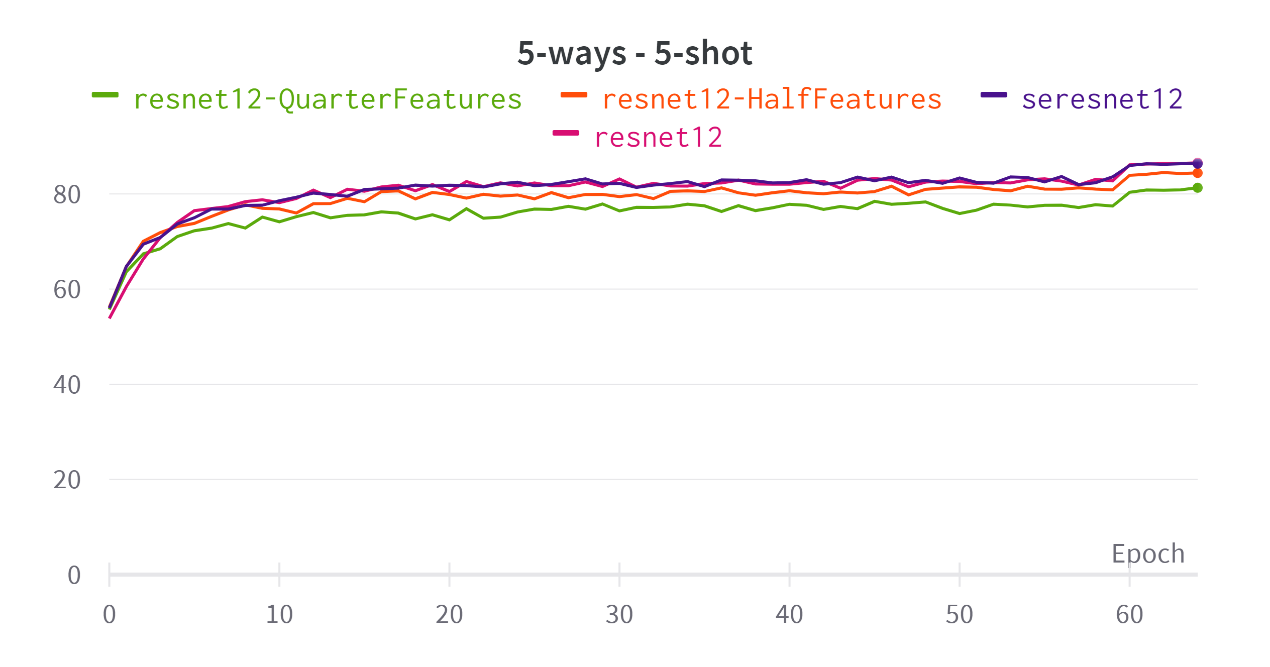 5-ways - 5-shot
resnet12-QuarterFeatures resnet12-HalfFeatures seresnet12
resnet12
80
60
40
20
0
Epoch
0 10 20 30 40 50 60